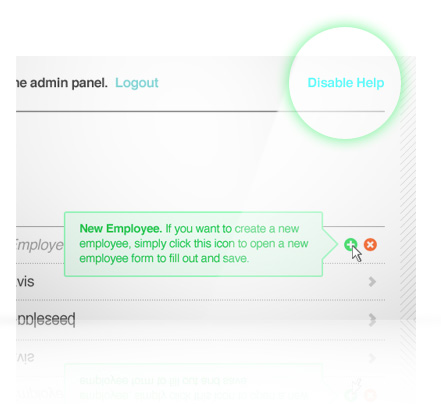 ne admin panel. Logout
Disable Help
New Employee. If you want to create a new
employee, simply click this icon to open a new
employee form to fill out and save.
Employe
vis
ppleseed